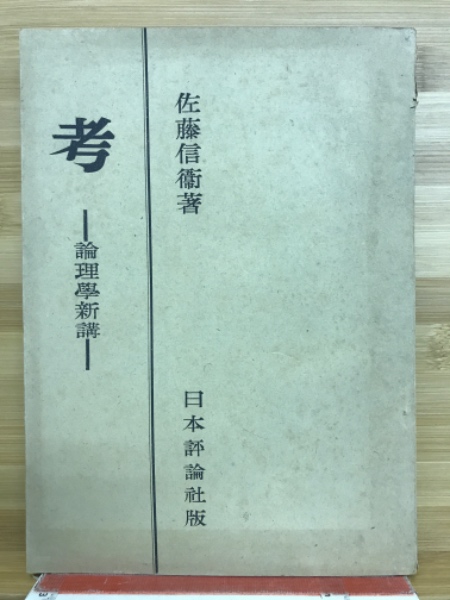 佐藤信衞著
日本評論社版
考
―論理學新講―